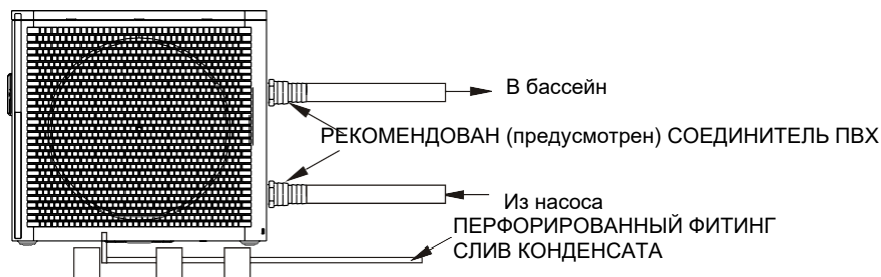 В бассейн
РЕКОМЕНДОВАН (предусмотрен) СОЕДИНИТЕЛЬ ПВХ
Из насоса
ПЕРФОРИРОВАННЫЙ ФИТИНГ
СЛИВ КОНДЕНСАТА